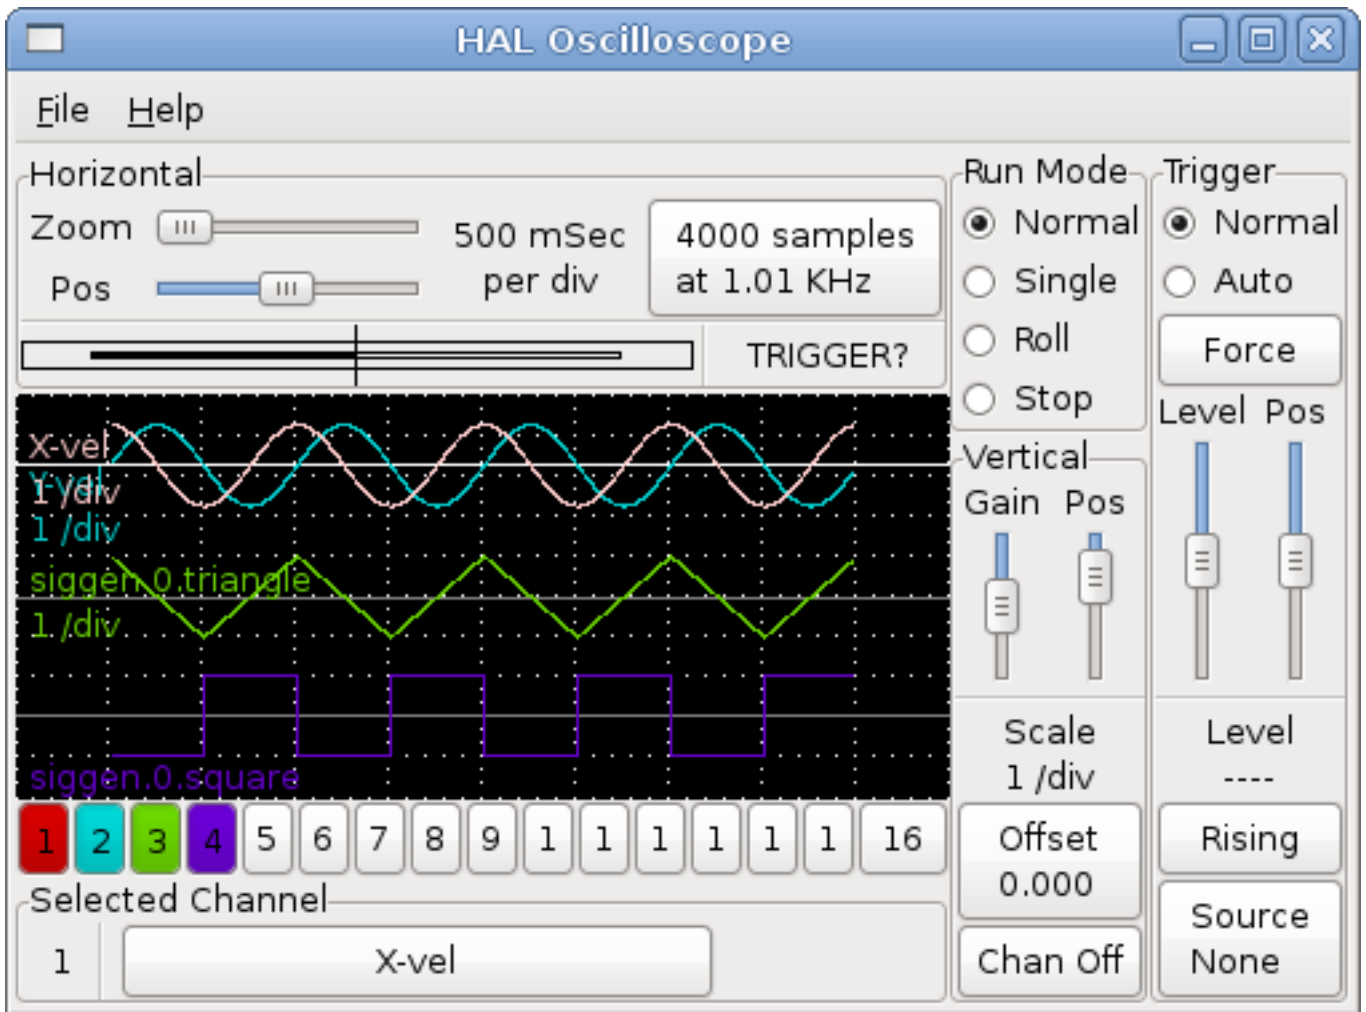 HAL Oscilloscope
File Help
Horizontal
Zoom
Pos
500 mSec
per div
4000 samples
at 1.01 KHz
TRIGGER?
Run Mode
Normal
Single
Roll
Stop
Trigger
Normal
Auto
Force
Level Pos
X-vel
Y-vel
1 /div
1 /div
siggen.0.triangle
1 /div
siggen.0.square
Vertical
Gain Pos
Scale
1 /div
Offset
0.000
Chan Off
Level
----
Rising
Source
None
1 2 3 4 5 6 7 8 9 1 1 1 1 1 1 16
Selected Channel
1 X-vel